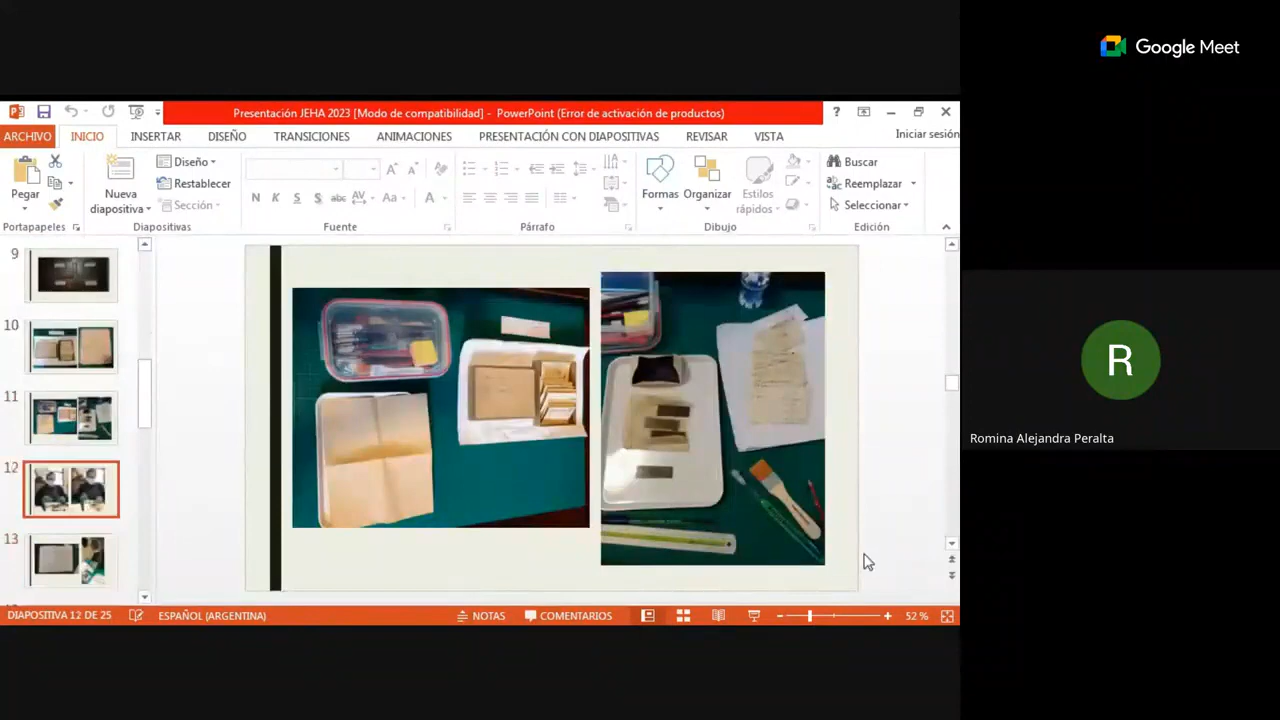 Google Meet
Presentación JEHA 2023 [Modo de compatibilidad] - PowerPoint (Error de activación de productos)
?
ARCHIVO INICIO INSERTAR DISEÑO TRANSICIONES ANIMACIONES PRESENTACIÓN CON DIAPOSITIVAS REVISAR VISTA Iniciar sesión
Pegar
Portapapeles
Nueva
diapositiva
Diseño
Restablecer
Sección
Diapositivas
N K S S abc AV Aa A
Fuente
Párrafo
Formas
Organizar
Estilos
rápidos
Dibujo
Buscar
Reemplazar
Seleccionar
Edición
9
10
11
12
13
R
Romina Alejandra Peralta
DIAPOSITIVA 12 DE 25 ESPAÑOL (ARGENTINA) NOTAS COMENTARIOS 52 %